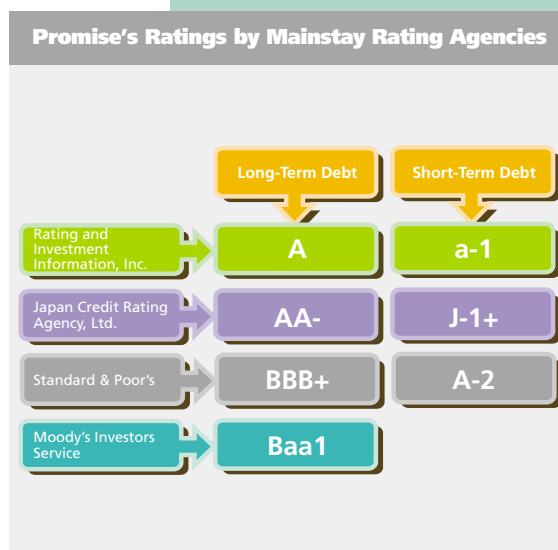 Promise’s Ratings by Mainstay Rating Agencies
Long-Term Debt
Short-Term Debt
Rating and
Investment
Information, Inc.
A
a-1
Japan Credit Rating
Agency, Ltd.
AA-
J-1+
Standard & Poor’s
BBB+
A-2
Moody’s Investors
Service
Baa1